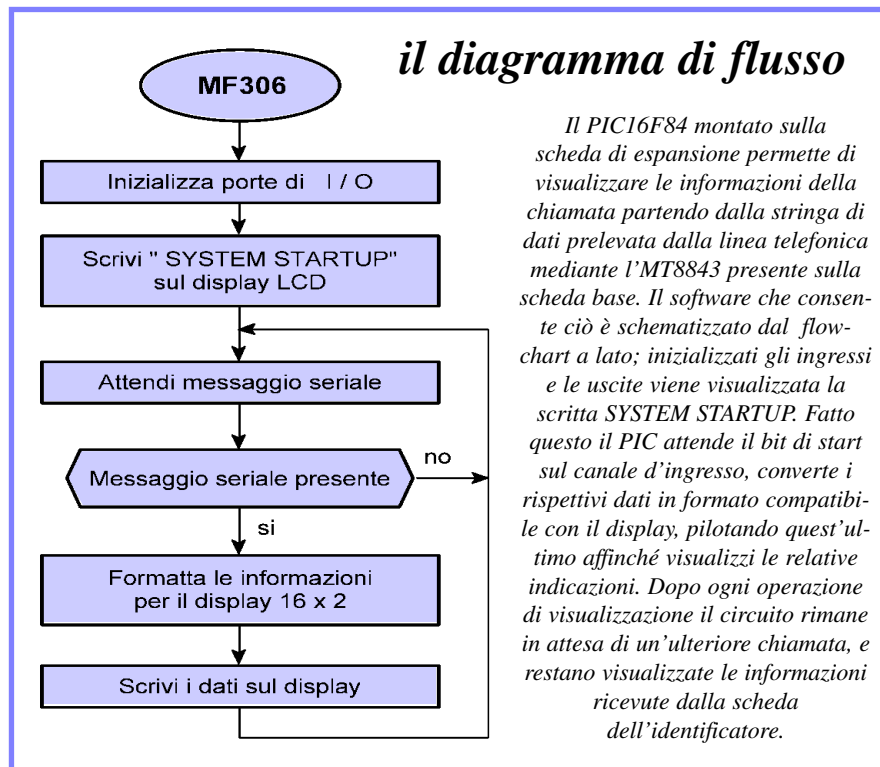 il diagramma di flusso
MF306
Inizializza porte di I / O
Scrivi " SYSTEM STARTUP"
sul display LCD
Attendi messaggio seriale
Messaggio seriale presente
no
si
Formatta le informazioni
per il display 16 x 2
Scrivi i dati sul display
Il PIC16F84 montato sulla
scheda di espansione permette di
visualizzare le informazioni della
chiamata partendo dalla stringa di
dati prelevata dalla linea telefonica
mediante l'MT8843 presente sulla
scheda base. Il software che consen-
te ciò è schematizzato dal flow-
chart a lato; inizializzati gli ingressi
e le uscite viene visualizzata la
scritta SYSTEM STARTUP. Fatto
questo il PIC attende il bit di start
sul canale d'ingresso, converte i
rispettivi dati in formato compatibi-
le con il display, pilotando quest'ul-
timo affinché visualizzi le relative
indicazioni. Dopo ogni operazione
di visualizzazione il circuito rimane
in attesa di un'ulteriore chiamata, e
restano visualizzate le informazioni
ricevute dalla scheda
dell'identificatore.